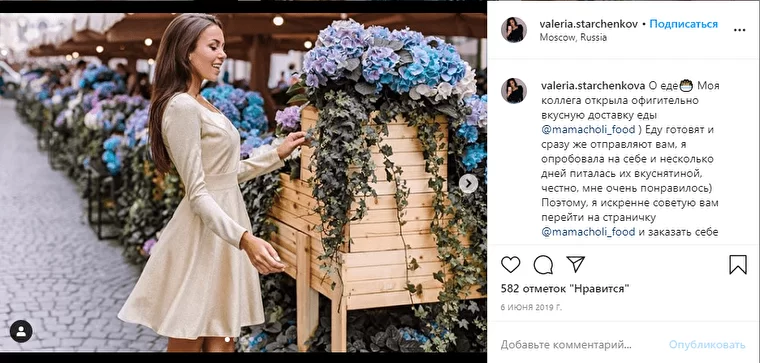 valeria.starchenkov • Подписаться
Moscow, Russia
valeria.starchenkova О еде Моя
коллега открыла офигительно
вкусную доставку еды
@mamacholi_food ) Еду готовят и
сразу же отправляют вам, я
опробовала на себе и несколько
дней питалась их вкуснятиной,
честно, мне очень понравилось)
Поэтому, я искренне советую вам
перейти на страничку
@mamacholi_food и заказать себе
582 отметок "Нравится"
6 ИЮНЯ 2019 Г.
Добавьте комментарий... Опубликовать